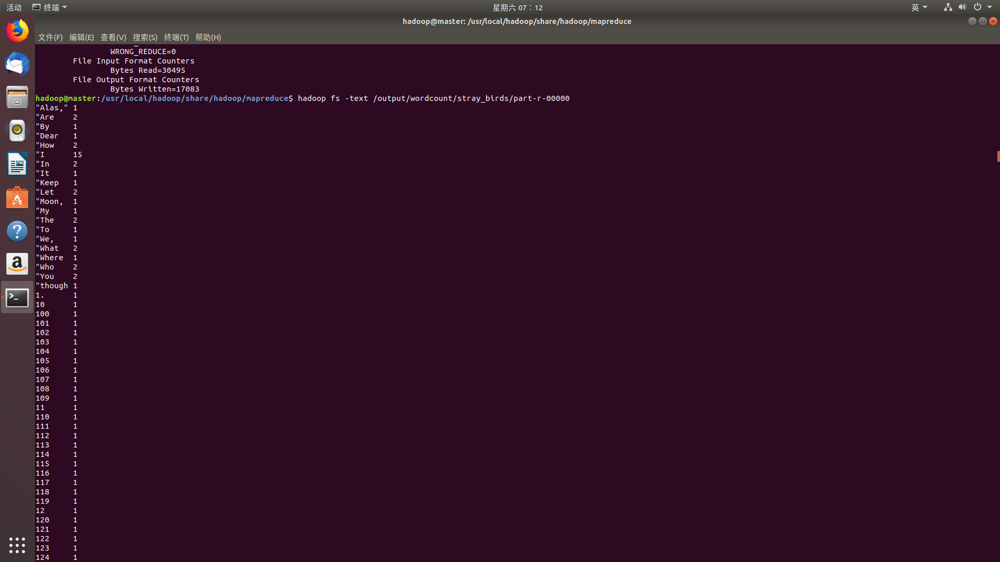 活动 终端 星期六 07：12 英
hadoop@master: /usr/local/hadoop/share/hadoop/mapreduce
文件(F) 编辑(E) 查看(V) 搜索(S) 终端(T) 帮助(H)
WRONG_REDUCE=0
File Input Format Counters
Bytes Read=30495
File Output Format Counters
Bytes Written=17083
hadoop@master:/usr/local/hadoop/share/hadoop/mapreduce$ hadoop fs -text /output/wordcount/stray_birds/part-r-00000
"Alas," 1
"Are 2
"By 1
"Dear 1
"How 2
"I 15
"In 2
"It 1
"Keep 1
"Let 2
"Moon, 1
"My 1
"The 2
"To 1
"We, 1
"What 2
"Where 1
"Who 2
"You 2
"though 1
1. 1
10 1
100 1
101 1
102 1
103 1
104 1
105 1
106 1
107 1
108 1
109 1
11 1
110 1
111 1
112 1
113 1
114 1
115 1
116 1
117 1
118 1
119 1
12 1
120 1
121 1
122 1
123 1
124 1